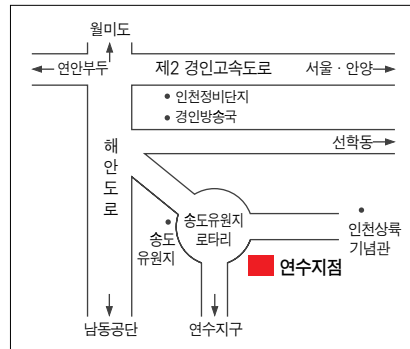 월미도
연안부두
제2 경인고속도로
서울·안양
인천정비단지
경인방송국
선학동
해안도로
송도유원지
로타리
송도
유원지
인천상륙
기념관
연수지점
남동공단
연수지구